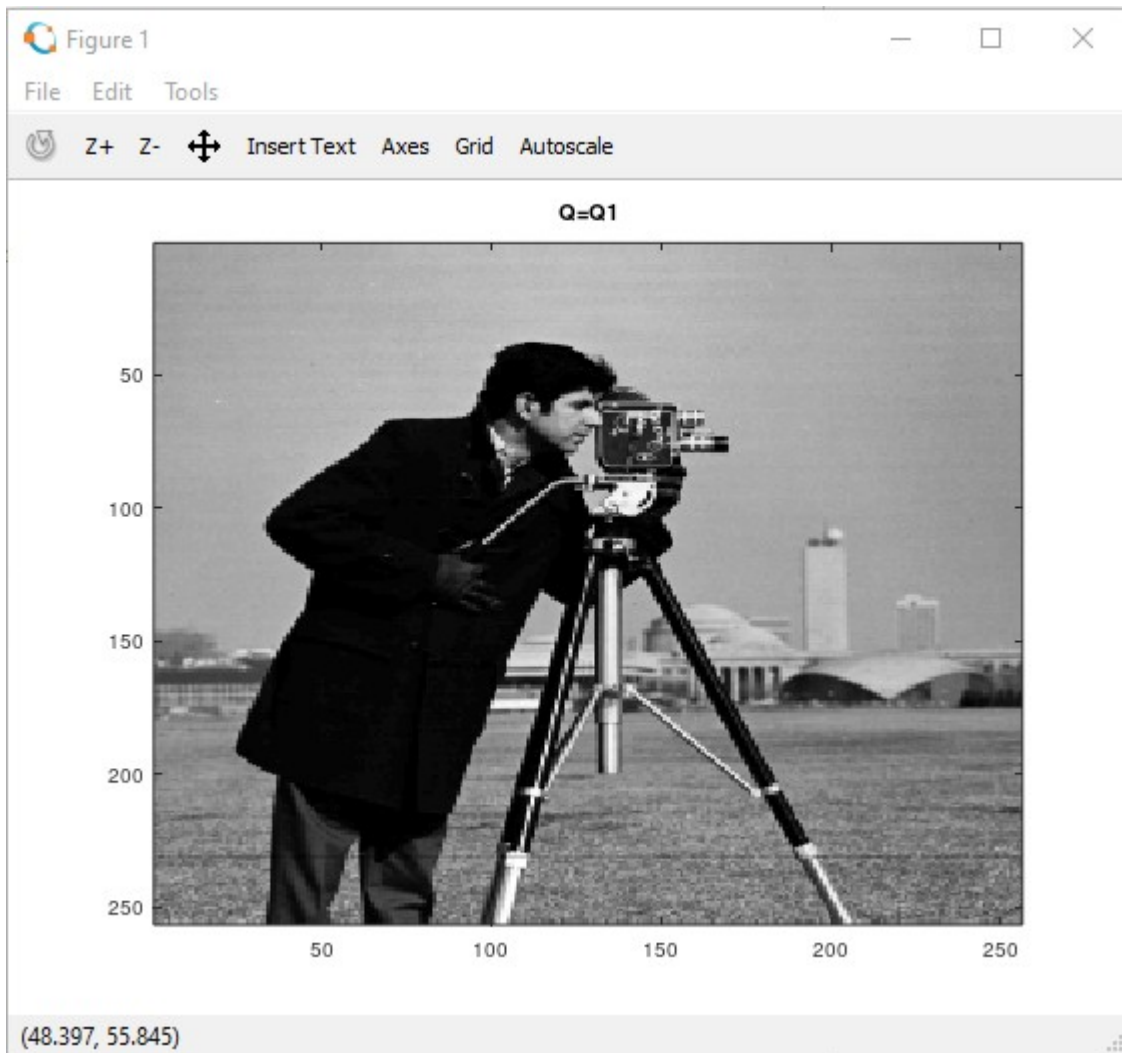 Figure 1
File Edit Tools
Z+ Z- Insert Text Axes Grid Autoscale
Q=Q1
50
100
150
200
250
50 100 150 200 250
(48.397, 55.845)